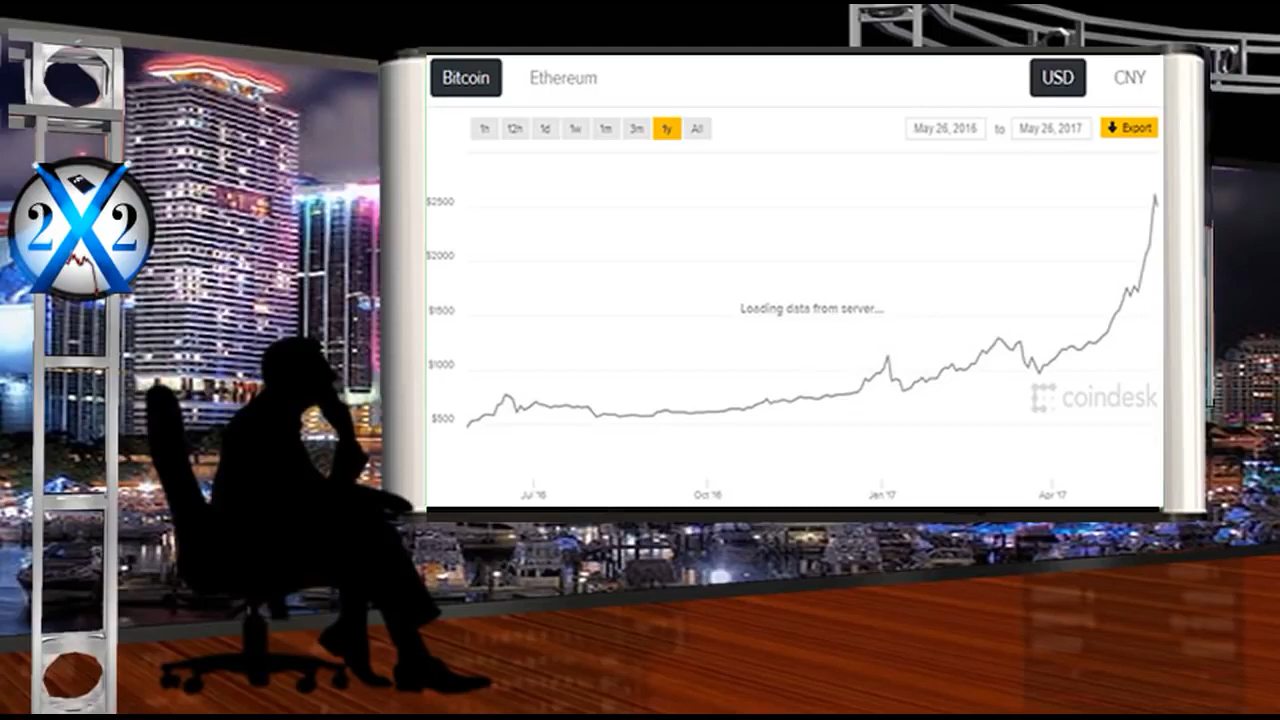 Bitcoin Ethereum USD CNY
1h 12h 1d 1w 1m 3m 1y All May 26, 2016 to May 26, 2017 Export
2X2
$2500
$2000
$1500
Loading data from server...
$1000
coindesk
$500
Jul '16 Oct '16 Jan '17 Apr '17